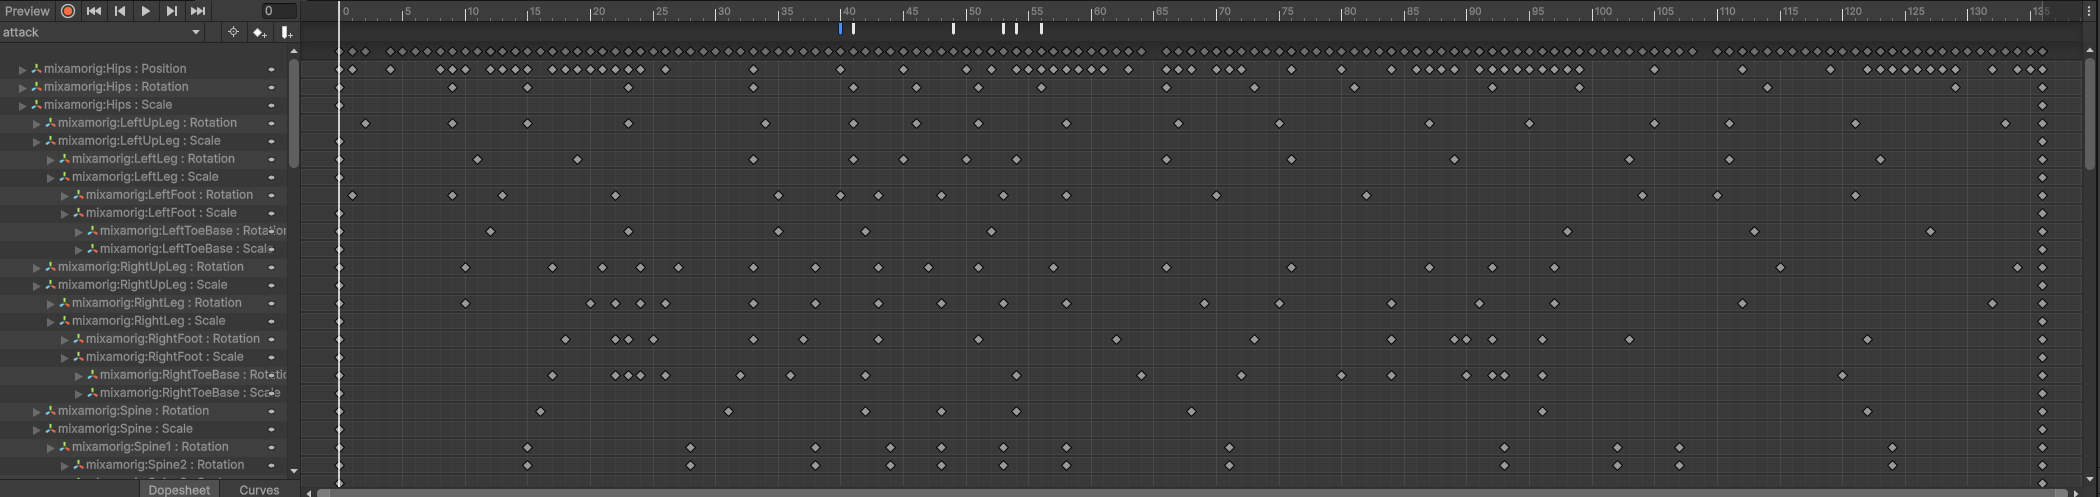 Preview 0 0 5 10 15 20 25 30 35 40 45 50 55 60 65 70 75 80 85 90 95 100 105 110 115 120 125 130 135
attack
mixamorig:Hips : Position
mixamorig:Hips : Rotation
mixamorig:Hips : Scale
mixamorig:LeftUpLeg : Rotation
mixamorig:LeftUpLeg : Scale
mixamorig:LeftLeg : Rotation
mixamorig:LeftLeg : Scale
mixamorig:LeftFoot : Rotation
mixamorig:LeftFoot : Scale
mixamorig:LeftToeBase : Rotation
mixamorig:LeftToeBase : Scale
mixamorig:RightUpLeg : Rotation
mixamorig:RightUpLeg : Scale
mixamorig:RightLeg : Rotation
mixamorig:RightLeg : Scale
mixamorig:RightFoot : Rotation
mixamorig:RightFoot : Scale
mixamorig:RightToeBase : Rotatic
mixamorig:RightToeBase : Scale
mixamorig:Spine : Rotation
mixamorig:Spine : Scale
mixamorig:Spine1 : Rotation
mixamorig:Spine2 : Rotation
Dopesheet Curves